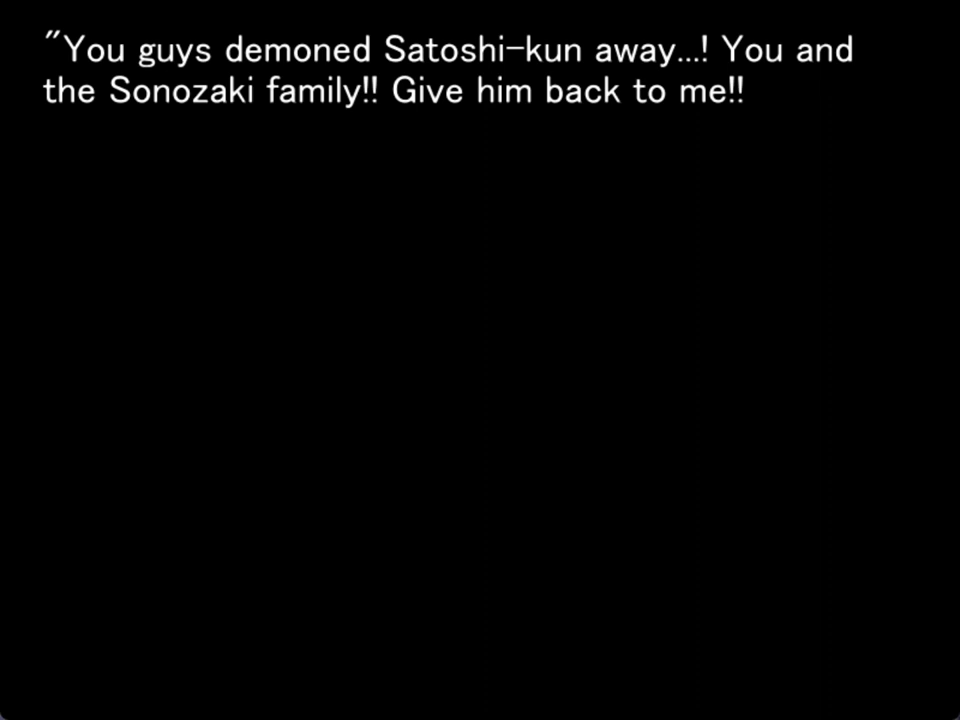 "You guys demoned Satoshi-kun away...! You and
the Sonozaki family!! Give him back to me!!